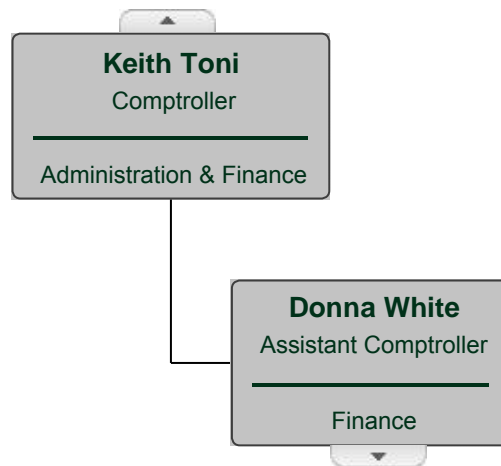 Keith Toni
Comptroller
Administration & Finance
Donna White
Assistant Comptroller
Finance